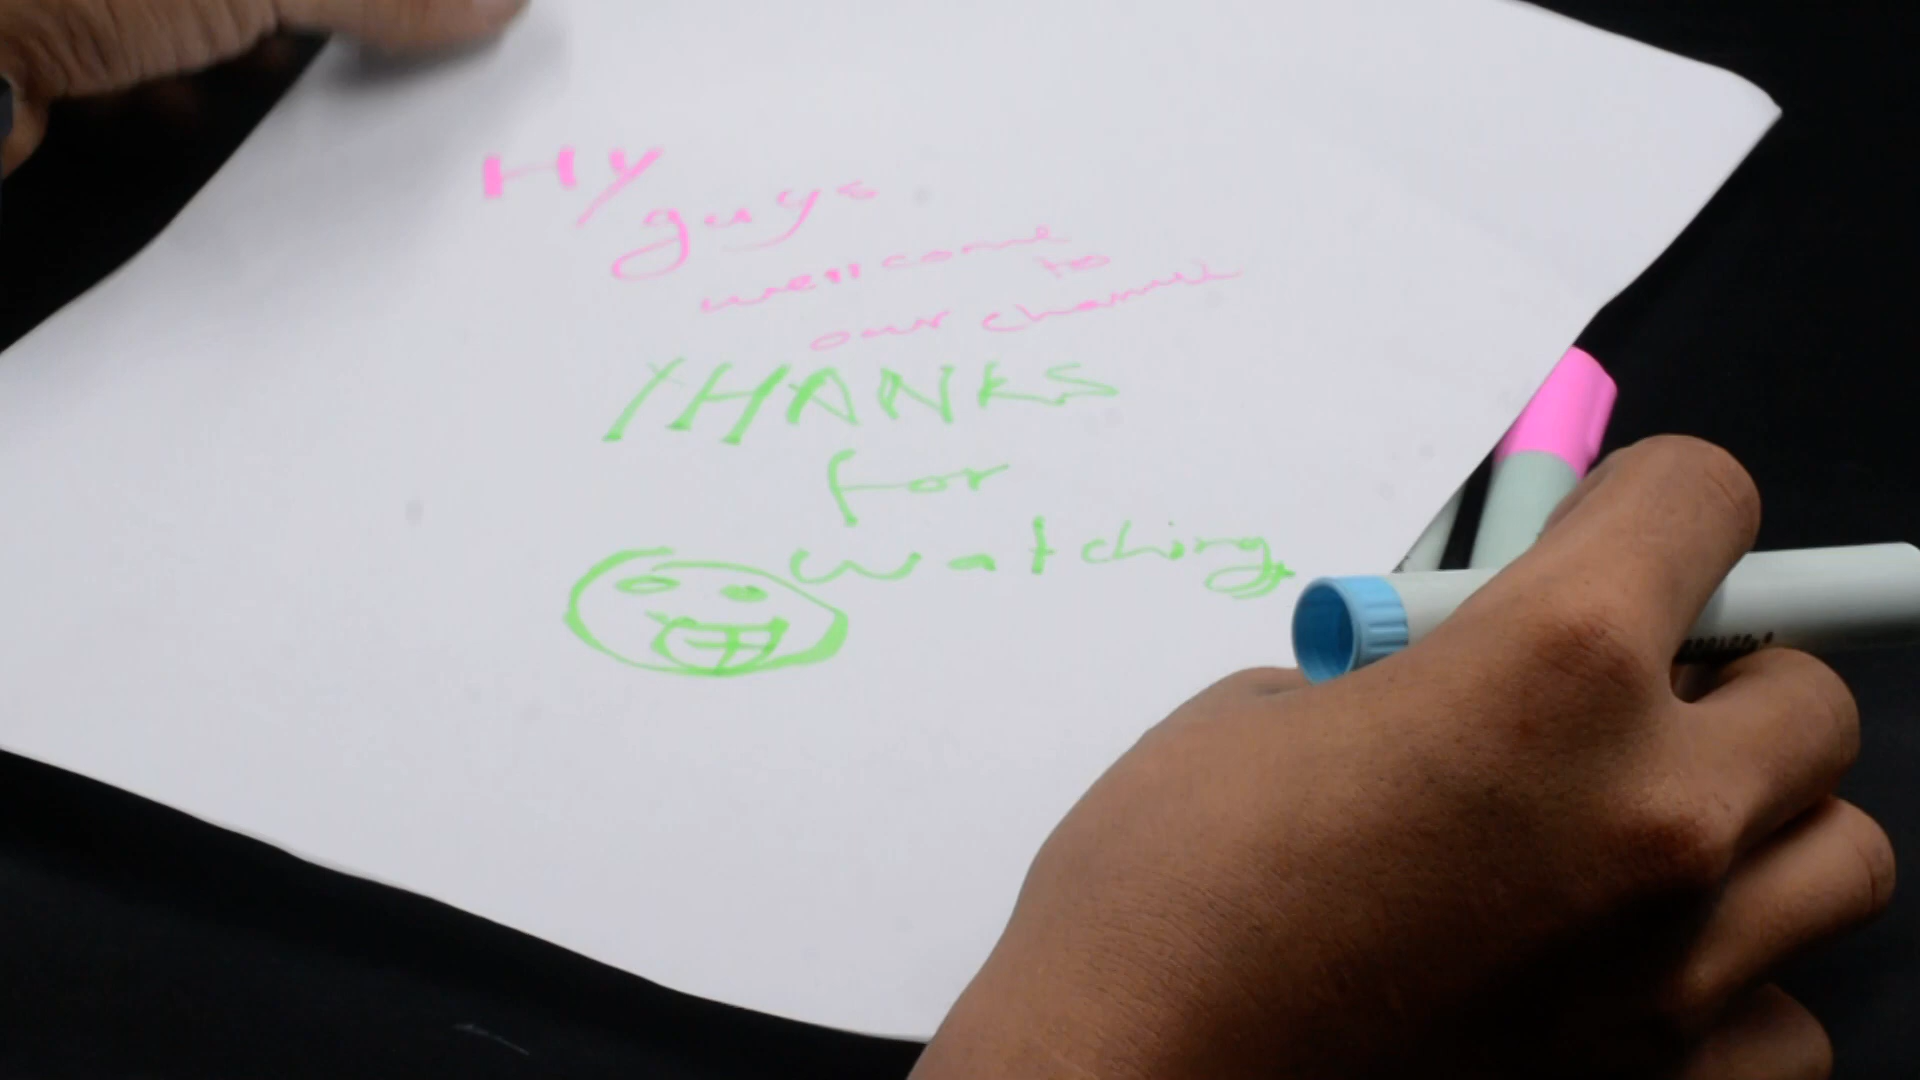 HY
guys
wellcome
to
our channel
THANKS
for
watching